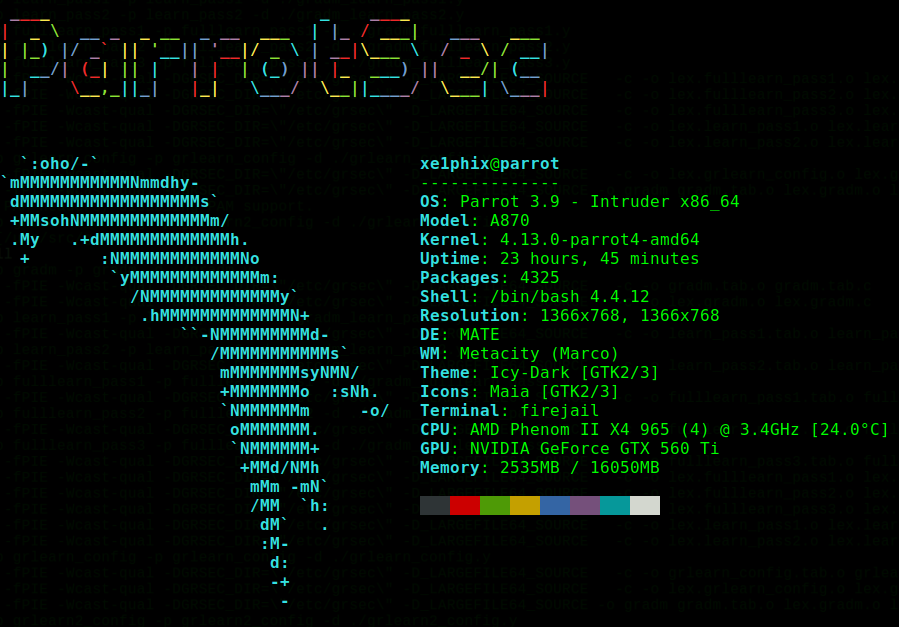 ParrotSec
xe1phix@parrot
--------------
OS: Parrot 3.9 - Intruder x86_64
Model: A870
Kernel: 4.13.0-parrot4-amd64
Uptime: 23 hours, 45 minutes
Packages: 4325
Shell: /bin/bash 4.4.12
Resolution: 1366x768, 1366x768
DE: MATE
WM: Metacity (Marco)
Theme: Icy-Dark [GTK2/3]
Icons: Maia [GTK2/3]
Terminal: firejail
CPU: AMD Phenom II X4 965 (4) @ 3.4GHz [24.0°C]
GPU: NVIDIA GeForce GTX 560 Ti
Memory: 2535MB / 16050MB